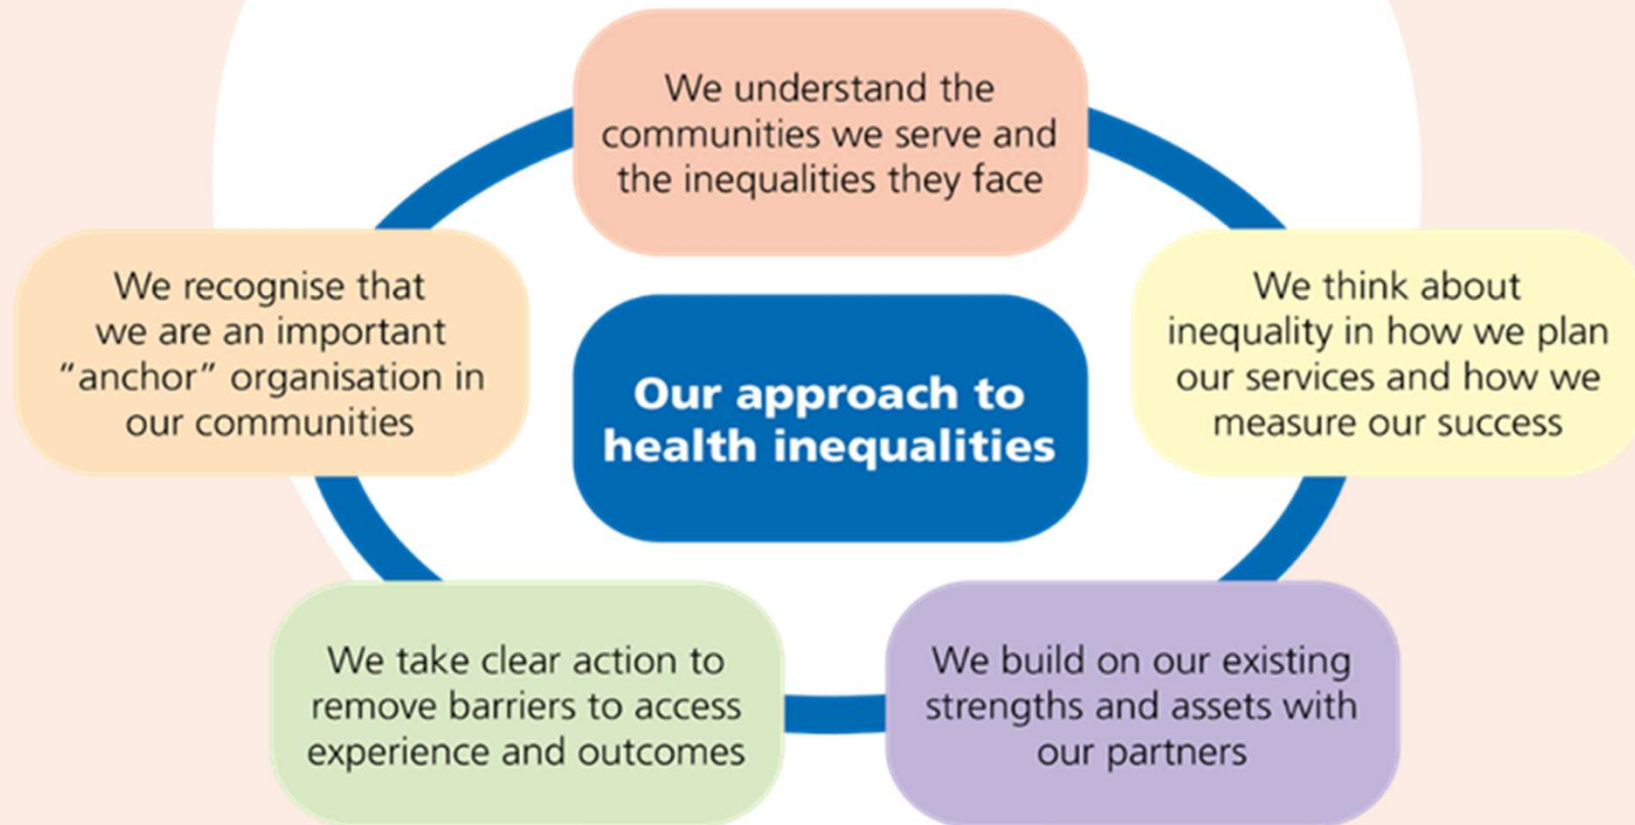 We understand the
communities we serve and
the inequalities they face
We recognise that
we are an important
“anchor” organisation in
our communities
Our approach to
health inequalities
We think about
inequality in how we plan
our services and how we
measure our success
We take clear action to
remove barriers to access
experience and outcomes
We build on our existing
strengths and assets with
our partners